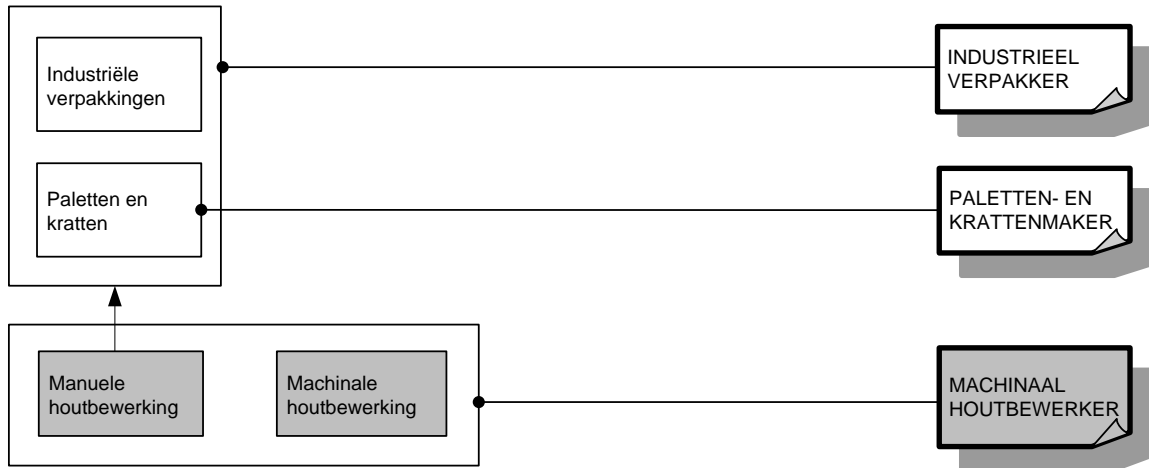 Industriële
verpakkingen
INDUSTRIEEL
VERPAKKER
Paletten en
kratten
PALETTEN- EN
KRATTENMAKER
Manuele
houtbewerking
Machinale
houtbewerking
MACHINAAL
HOUTBEWERKER